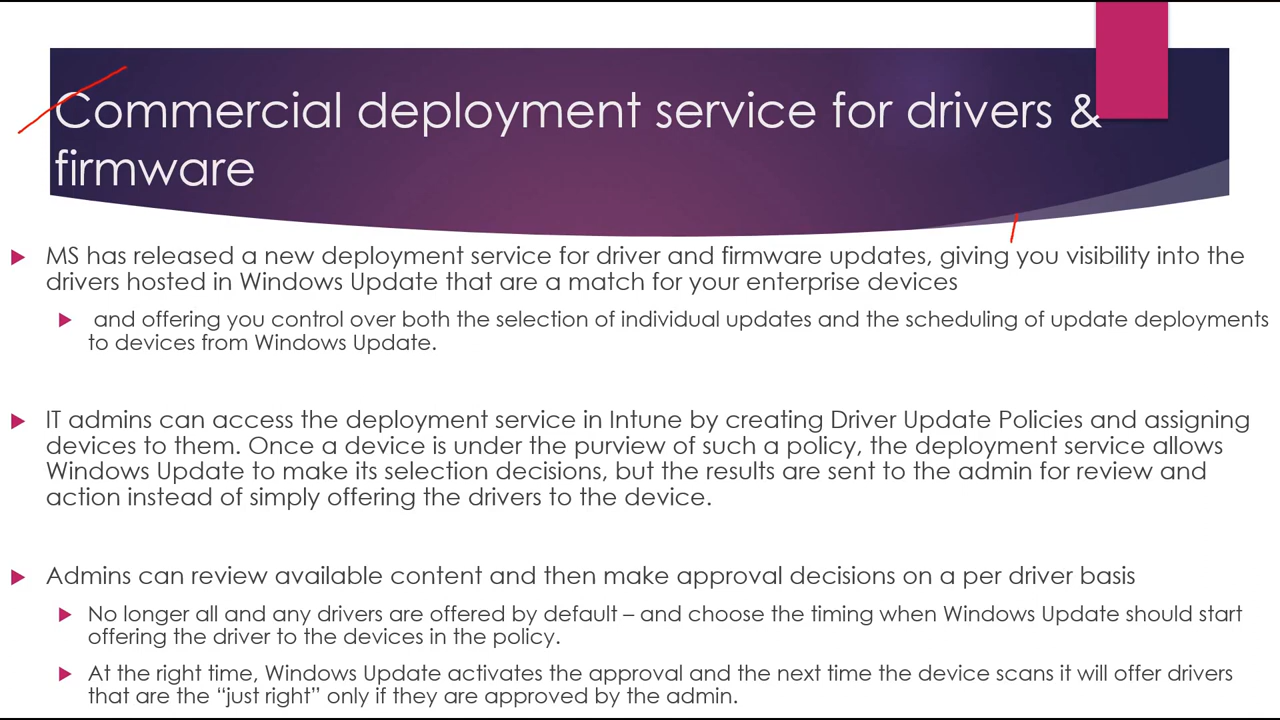 Commercial deployment service for drivers &
firmware
MS has released a new deployment service for driver and firmware updates, giving you visibility into the
drivers hosted in Windows Update that are a match for your enterprise devices
and offering you control over both the selection of individual updates and the scheduling of update deployments
to devices from Windows Update.
IT admins can access the deployment service in Intune by creating Driver Update Policies and assigning
devices to them. Once a device is under the purview of such a policy, the deployment service allows
Windows Update to make its selection decisions, but the results are sent to the admin for review and
action instead of simply offering the drivers to the device.
Admins can review available content and then make approval decisions on a per driver basis
No longer all and any drivers are offered by default – and choose the timing when Windows Update should start
offering the driver to the devices in the policy.
At the right time, Windows Update activates the approval and the next time the device scans it will offer drivers
that are the “just right” only if they are approved by the admin.